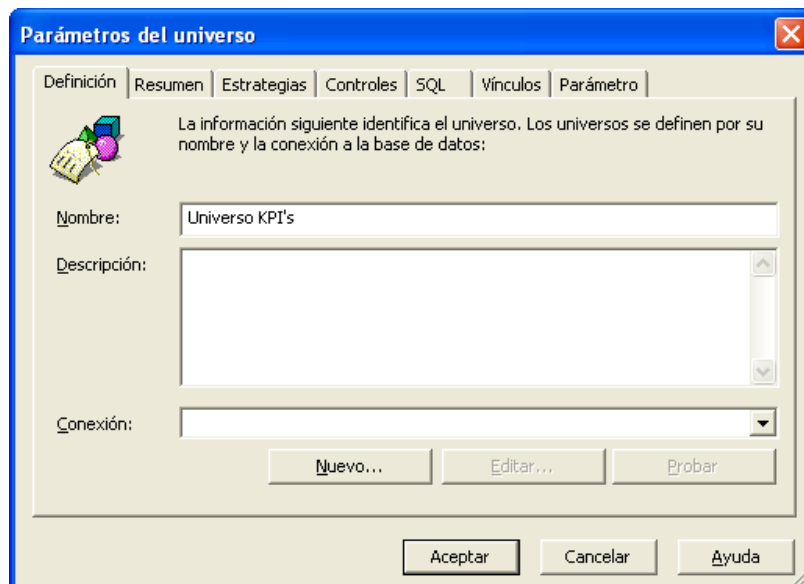 Parámetros del universo
Definición Resumen Estrategias Controles SQL Vínculos Parámetro
La información siguiente identifica el universo. Los universos se definen por su
nombre y la conexión a la base de datos:
Nombre: Universo KPI's
Descripción:
Conexión:
Nuevo... Editar... Probar
Aceptar Cancelar Ayuda